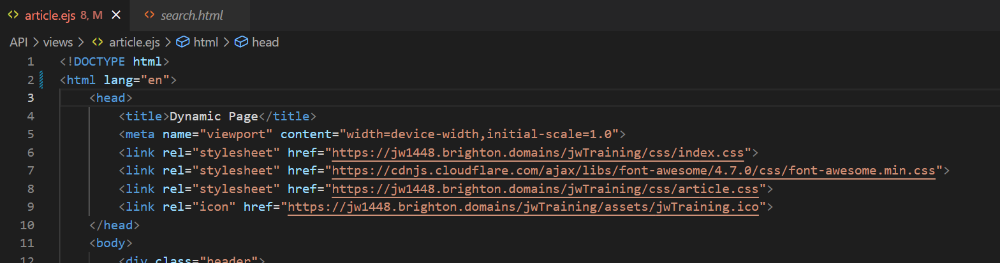 article.ejs 8, M search.html
API > views > article.ejs > html > head
1 <!DOCTYPE html>
2 <html lang="en">
3 <head>
4 <title>Dynamic Page</title>
5 <meta name="viewport" content="width=device-width,initial-scale=1.0">
6 <link rel="stylesheet" href="https://jw1448.brighton.domains/jwTraining/css/index.css">
7 <link rel="stylesheet" href="https://cdnjs.cloudflare.com/ajax/libs/font-awesome/4.7.0/css/font-awesome.min.css">
8 <link rel="stylesheet" href="https://jw1448.brighton.domains/jwTraining/css/article.css">
9 <link rel="icon" href="https://jw1448.brighton.domains/jwTraining/assets/jwTraining.ico">
10 </head>
11 <body>
12 <div class="header">